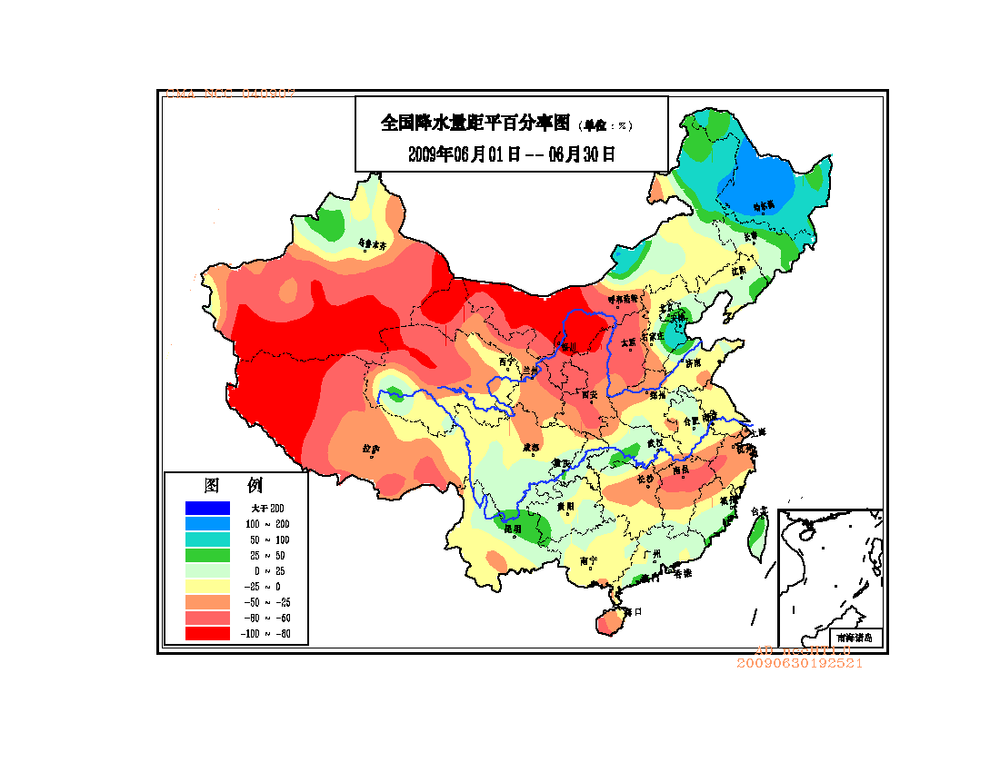 CMA NCC 040902
全国降水量距平百分率图 (单位：%)
2009年06月01日 -- 06月30日
哈尔滨
长春
乌鲁木齐
沈阳
呼和浩特
北京
天津
银川
太原
石家庄
西宁
兰州
济南
西安
郑州
合肥
南京
上海
拉萨
成都
武汉
杭州
重庆
长沙
南昌
贵阳
福州
台北
昆明
南宁
广州
澳门
香港
海口
图 例
大于 200
100 ~ 200
50 ~ 100
25 ~ 50
0 ~ 25
-25 ~ 0
-50 ~ -25
-80 ~ -50
-100 ~ -80
南海诸岛
20090630192521